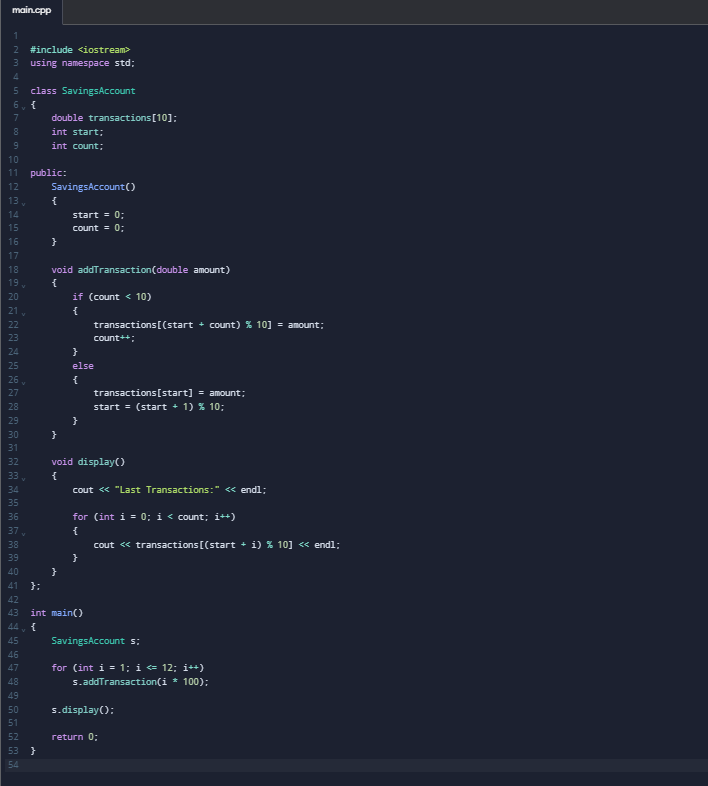 main.cpp
1
2 #include <iostream>
3 using namespace std;
4
5 class SavingsAccount
6 {
7     double transactions[10];
8     int start;
9     int count;
10
11 public:
12     SavingsAccount()
13     {
14         start = 0;
15         count = 0;
16     }
17
18     void addTransaction(double amount)
19     {
20         if (count < 10)
21         {
22             transactions[(start + count) % 10] = amount;
23             count++;
24         }
25         else
26         {
27             transactions[start] = amount;
28             start = (start + 1) % 10;
29         }
30     }
31
32     void display()
33     {
34         cout << "Last Transactions:" << endl;
35
36         for (int i = 0; i < count; i++)
37         {
38             cout << transactions[(start + i) % 10] << endl;
39         }
40     }
41 };
42
43 int main()
44 {
45     SavingsAccount s;
46
47     for (int i = 1; i <= 12; i++)
48         s.addTransaction(i * 100);
49
50     s.display();
51
52     return 0;
53 }
54